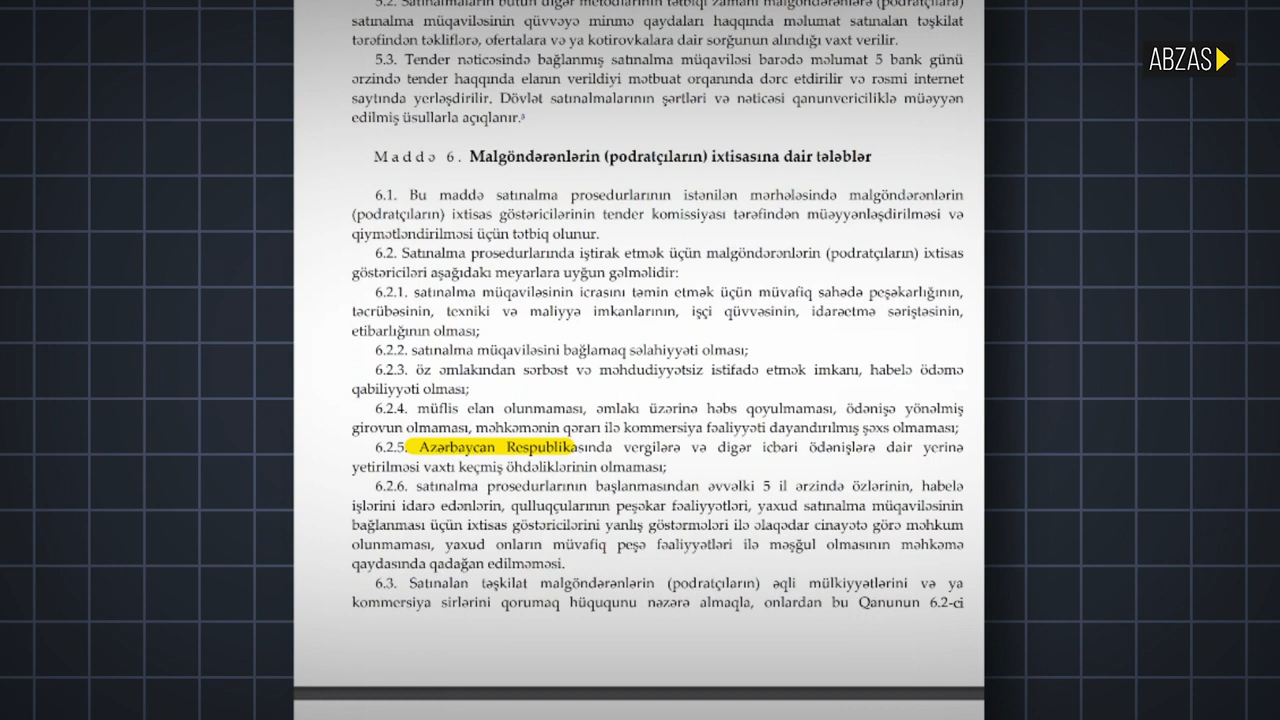 5.2. Satınalmaların bütün digər metodlarının tətbiqi zamanı malgöndərənlərə (podratçılara)
satınalma müqaviləsinin qüvvəyə minmə qaydaları haqqında məlumat satınalan təşkilat
tərəfindən təkliflərə, ofertalara və ya kotirovkalara dair sorğunun alındığı vaxt verilir.
5.3. Tender nəticəsində bağlanmış satınalma müqaviləsi barədə məlumat 5 bank günü
ərzində tender haqqında elanın verildiyi mətbuat orqanında dərc etdirilir və rəsmi internet
saytında yerləşdirilir. Dövlət satınalmalarının şərtləri və nəticəsi qanunvericiliklə müəyyən
edilmiş üsullarla açıqlanır.³
ABZAS
Maddə 6. Malgöndərənlərin (podratçıların) ixtisasına dair tələblər
6.1. Bu maddə satınalma prosedurlarının istənilən mərhələsində malgöndərənlərin
(podratçıların) ixtisas göstəricilərinin tender komissiyası tərəfindən müəyyənləşdirilməsi və
qiymətləndirilməsi üçün tətbiq olunur.
6.2. Satınalma prosedurlarında iştirak etmək üçün malgöndərənlərin (podratçıların) ixtisas
göstəriciləri aşağıdakı meyarlara uyğun gəlməlidir:
6.2.1. satınalma müqaviləsinin icrasını təmin etmək üçün müvafiq sahədə peşəkarlığının,
təcrübəsinin, texniki və maliyyə imkanlarının, işçi qüvvəsinin, idarəetmə səriştəsinin,
etibarlığının olması;
6.2.2. satınalma müqaviləsini bağlamaq səlahiyyəti olması;
6.2.3. öz əmlakından sərbəst və məhdudiyyətsiz istifadə etmək imkanı, habelə ödəmə
qabiliyyəti olması;
6.2.4. müflis elan olunmaması, əmlakı üzərinə həbs qoyulmaması, ödənişə yönəlmiş
girovun olmaması, məhkəmənin qərarı ilə kommersiya fəaliyyəti dayandırılmış şəxs olmaması;
6.2.5. Azərbaycan Respublikasında vergilərə və digər icbari ödənişlərə dair yerinə
yetirilməsi vaxtı keçmiş öhdəliklərinin olmaması;
6.2.6. satınalma prosedurlarının başlanmasından əvvəlki 5 il ərzində özlərinin, habelə
işlərini idarə edənlərin, qulluqçularının peşəkar fəaliyyətləri, yaxud satınalma müqaviləsinin
bağlanması üçün ixtisas göstəricilərini yanlış göstərmələri ilə əlaqədar cinayətə görə məhkum
olunmaması, yaxud onların müvafiq peşə fəaliyyətləri ilə məşğul olmasının məhkəmə
qaydasında qadağan edilməməsi.
6.3. Satınalan təşkilat malgöndərənlərin (podratçıların) əqli mülkiyyətlərini və ya
kommersiya sirlərini qorumaq hüququnu nəzərə almaqla, onlardan bu Qanunun 6.2-ci